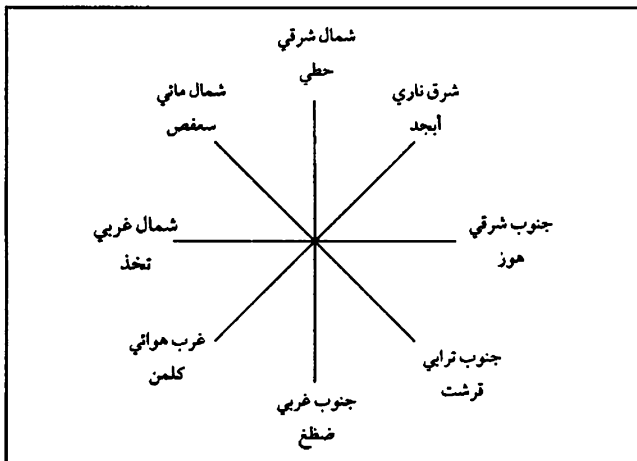 شمال شرقي
حطي
شرق ناري
أبجد
شمال مائي
سعفص
جنوب شرقي
هوز
شمال غربي
تخذ
جنوب ترابي
قرشت
غرب هوائي
كلمن
جنوب غربي
ضظغ